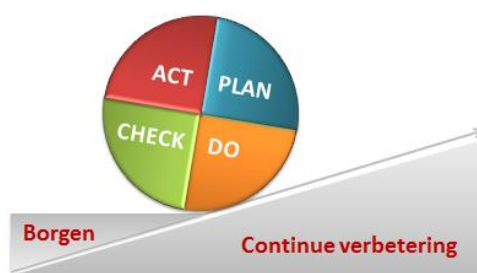 ACT
PLAN
CHECK
DO
Borgen
Continue verbetering